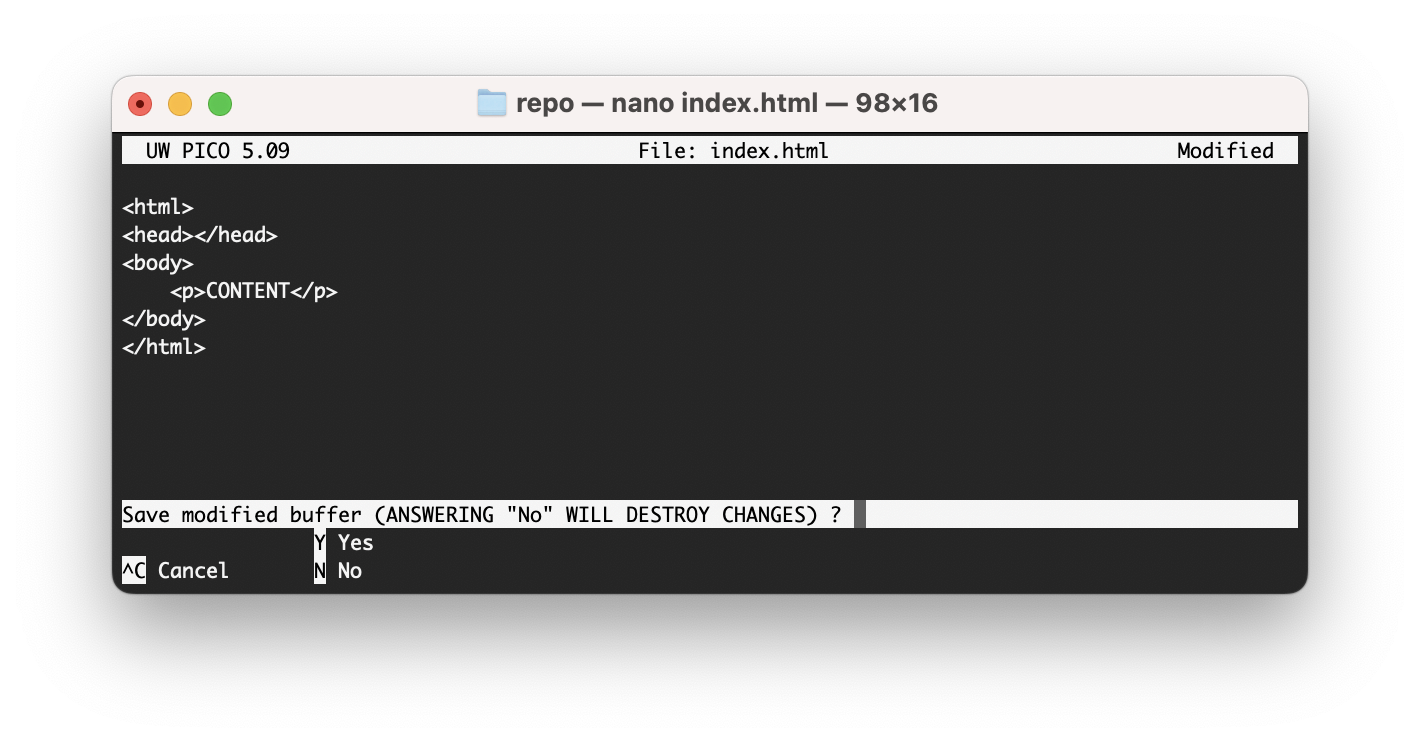 repo — nano index.html — 98×16
UW PICO 5.09 File: index.html Modified
<html>
<head></head>
<body>
    <p>CONTENT</p>
</body>
</html>
Save modified buffer (ANSWERING "No" WILL DESTROY CHANGES) ?
Y Yes
^C Cancel N No